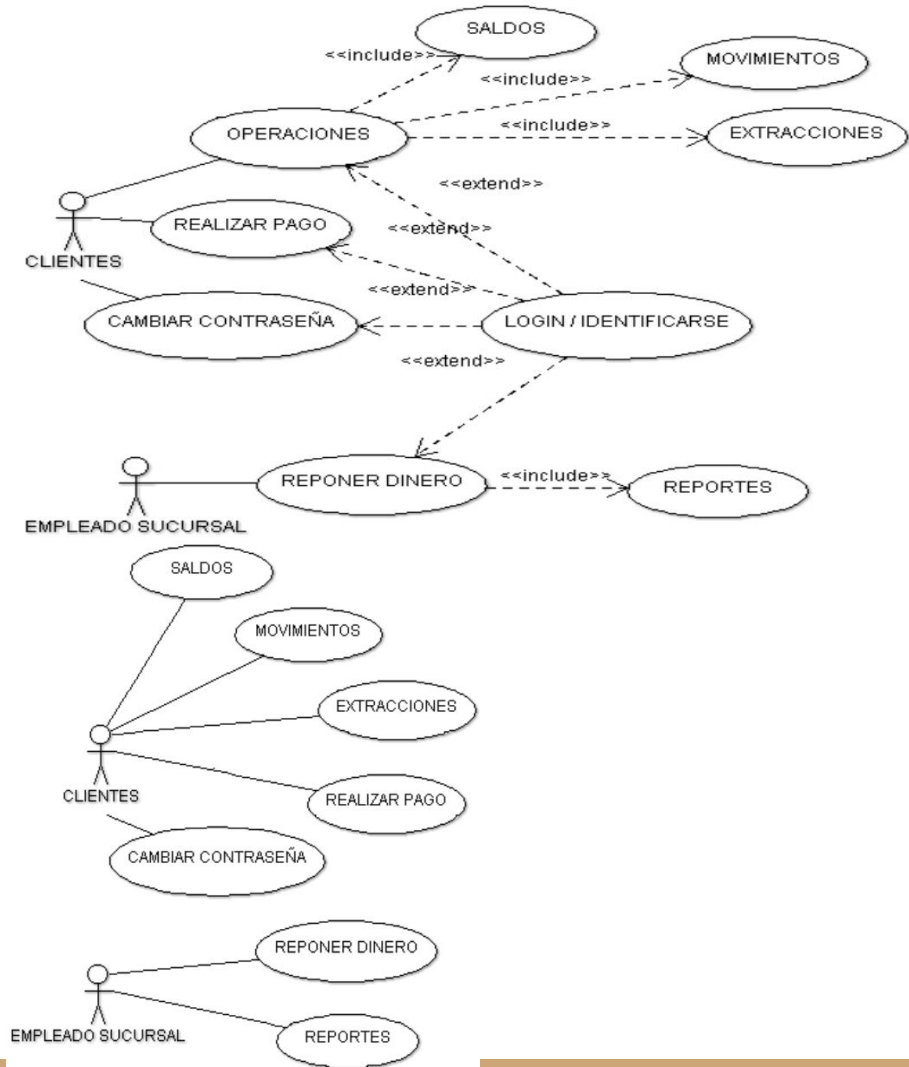 SALDOS
<<include>>
MOVIMIENTOS
<<include>>
OPERACIONES
<<include>>
EXTRACCIONES
<<extend>>
REALIZAR PAGO
<<extend>>
CLIENTES
<<extend>>
CAMBIAR CONTRASEÑA
LOGIN / IDENTIFICARSE
<<extend>>
REPONER DINERO
<<include>>
REPORTES
EMPLEADO SUCURSAL
SALDOS
MOVIMIENTOS
EXTRACCIONES
CLIENTES
REALIZAR PAGO
CAMBIAR CONTRASEÑA
REPONER DINERO
EMPLEADO SUCURSAL
REPORTES